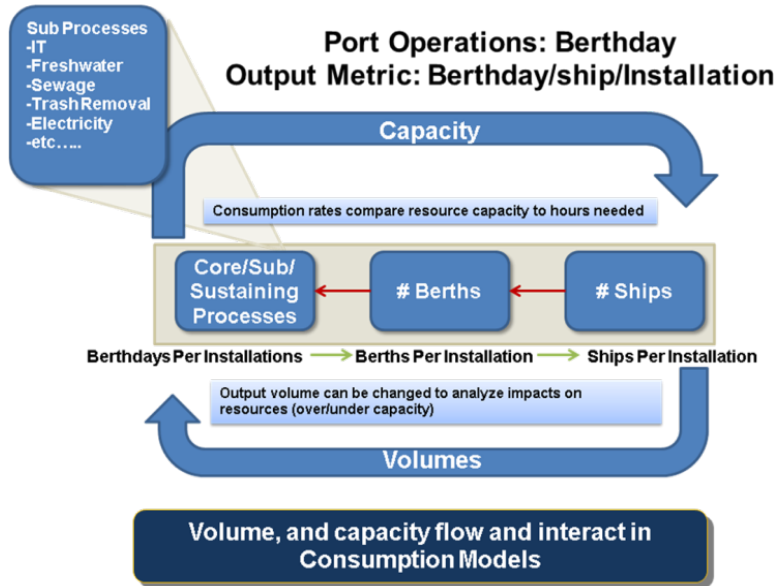 Sub Processes
-IT
-Freshwater
-Sewage
-Trash Removal
-Electricity
-etc…..
Port Operations: Berthday
Output Metric: Berthday/ship/Installation
Capacity
Consumption rates compare resource capacity to hours needed
Core/Sub/
Sustaining
Processes
# Berths
# Ships
Berthdays Per Installations
Berths Per Installation
Ships Per Installation
Output volume can be changed to analyze impacts on
resources (over/under capacity)
Volumes
Volume, and capacity flow and interact in
Consumption Models